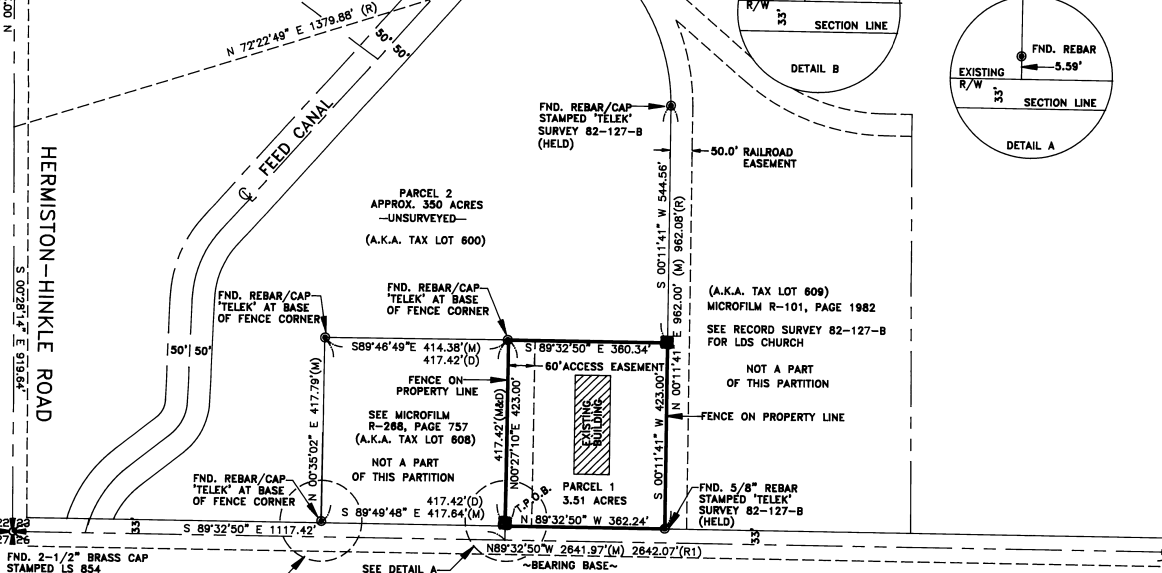 .00' N
N 72°22'49" E 1379.88' (R)
50' 50'
℄ FEED CANAL
HERMISTON-HINKLE ROAD
S 00°28'14" E 919.64'
50' 50'
R/W
33'
SECTION LINE
DETAIL B
FND. REBAR
5.59'
EXISTING
R/W
33'
SECTION LINE
DETAIL A
FND. REBAR/CAP
STAMPED 'TELEK'
SURVEY 82-127-B
(HELD)
50.0' RAILROAD
EASEMENT
S 00°11'41" W 544.56'
N 00°11'41 E 962.00' (M) 962.08'(R)
PARCEL 2
APPROX. 350 ACRES
—UNSURVEYED—
(A.K.A. TAX LOT 600)
FND. REBAR/CAP
'TELEK' AT BASE
OF FENCE CORNER
FND. REBAR/CAP
'TELEK' AT BASE
OF FENCE CORNER
(A.K.A. TAX LOT 609)
MICROFILM R-101, PAGE 1982
SEE RECORD SURVEY 82-127-B
FOR LDS CHURCH
NOT A PART
OF THIS PARTITION
S89°46'49"E 414.38'(M)
417.42'(D)
S 89°32'50" E 360.34'
60' ACCESS EASEMENT
FENCE ON
PROPERTY LINE
N 00°35'02" E 417.79'(M)
SEE MICROFILM
R-268, PAGE 757
(A.K.A. TAX LOT 608)
NOT A PART
OF THIS PARTITION
417.42'(M&D)
N00°27'10"E 423.00'
EXISTING
BUILDING
S 00°11'41" W 423.00'
FENCE ON PROPERTY LINE
PARCEL 1
3.51 ACRES
T.P.O.B.
FND. REBAR/CAP
'TELEK' AT BASE
OF FENCE CORNER
FND. 5/8" REBAR
STAMPED 'TELEK'
SURVEY 82-127-B
(HELD)
417.42'(D)
S 89°49'48" E 417.64'(M)
N 89°32'50" W 362.24'
S 89°32'50" E 1117.42'
33'
33'
22 23
27 26
N89°32'50"W 2641.97'(M) 2642.07'(R1)
~BEARING BASE~
SEE DETAIL A
FND. 2-1/2" BRASS CAP
STAMPED LS 854